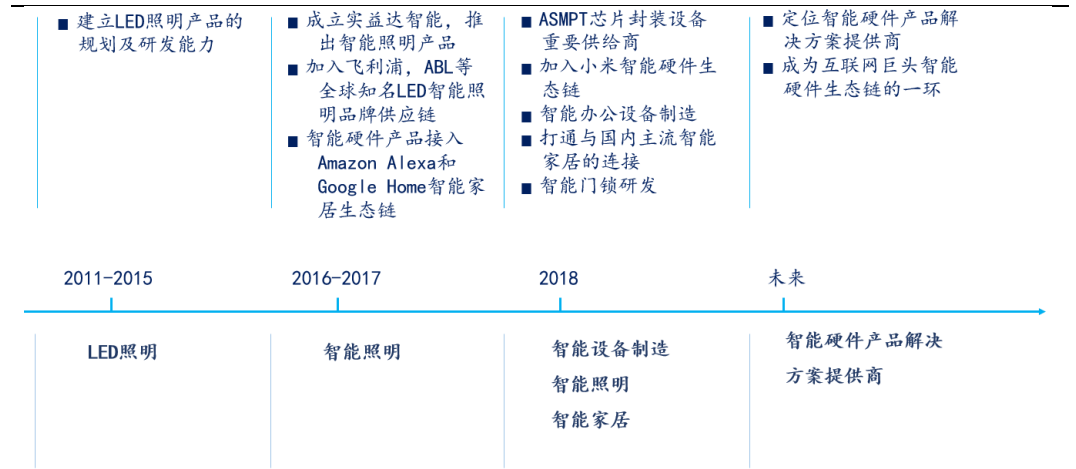 ■ 建立LED照明产品的
规划及研发能力
■ 成立实益达智能，推
出智能照明产品
■ 加入飞利浦，ABL等
全球知名LED智能照
明品牌供应链
■ 智能硬件产品接入
Amazon Alexa和
Google Home智能家
居生态链
■ ASMPT芯片封装设备
重要供给商
■ 加入小米智能硬件生
态链
■ 智能办公设备制造
■ 打通与国内主流智能
家居的连接
■ 智能门锁研发
■ 定位智能硬件产品解
决方案提供商
■ 成为互联网巨头智能
硬件生态链的一环
2011-2015
2016-2017
2018
未来
LED照明
智能照明
智能设备制造
智能照明
智能家居
智能硬件产品解决
方案提供商